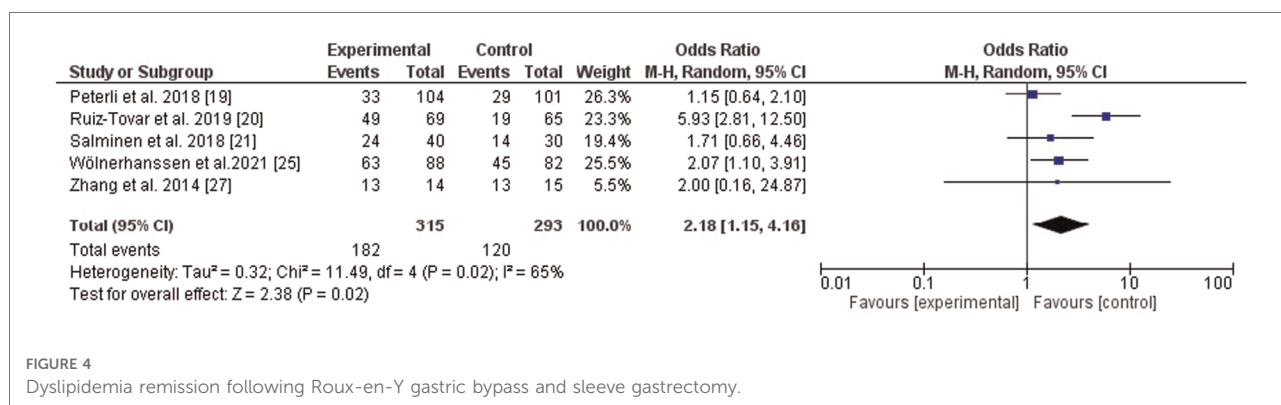 Experimental Control Odds Ratio Odds Ratio
Study or Subgroup Events Total Events Total Weight M-H, Random, 95% CI M-H, Random, 95% CI
Peterli et al. 2018 [19] 33 104 29 101 26.3% 1.15 [0.64, 2.10]
Ruiz-Tovar et al. 2019 [20] 49 69 19 65 23.3% 5.93 [2.81, 12.50]
Salminen et al. 2018 [21] 24 40 14 30 19.4% 1.71 [0.66, 4.46]
Wölnerhanssen et al.2021 [25] 63 88 45 82 25.5% 2.07 [1.10, 3.91]
Zhang et al. 2014 [27] 13 14 13 15 5.5% 2.00 [0.16, 24.87]
Total (95% CI) 315 293 100.0% 2.18 [1.15, 4.16]
Total events 182 120
Heterogeneity: Tau² = 0.32; Chi² = 11.49, df = 4 (P = 0.02); I² = 65%
Test for overall effect: Z = 2.38 (P = 0.02)
0.01 0.1 1 10 100
Favours [experimental] Favours [control]
FIGURE 4
Dyslipidemia remission following Roux-en-Y gastric bypass and sleeve gastrectomy.